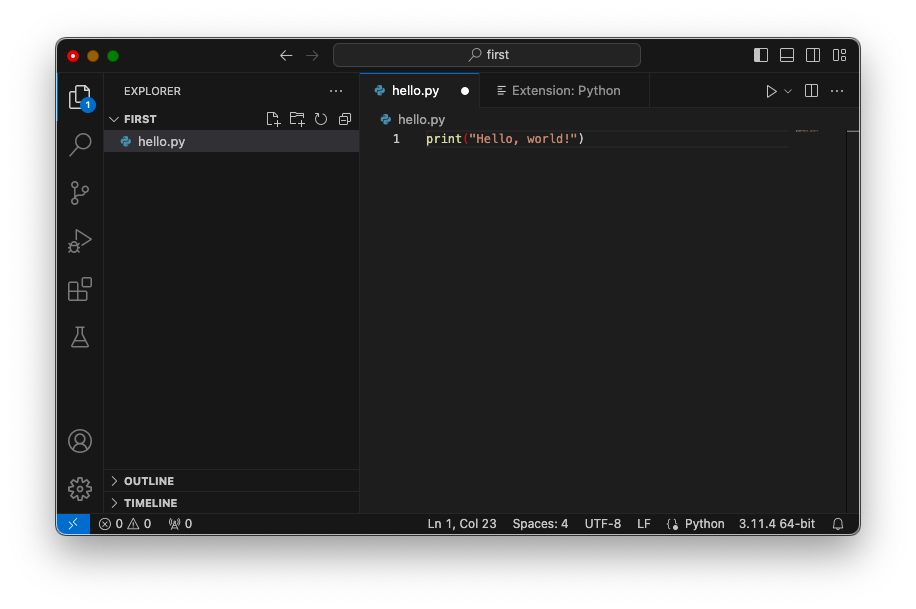 first
EXPLORER
FIRST
hello.py
OUTLINE
TIMELINE
1
hello.py
Extension: Python
hello.py
1 print("Hello, world!")
0 0 0
Ln 1, Col 23 Spaces: 4 UTF-8 LF Python 3.11.4 64-bit